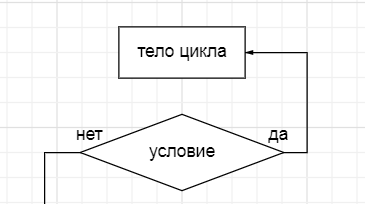 тело цикла
нет
да
условие